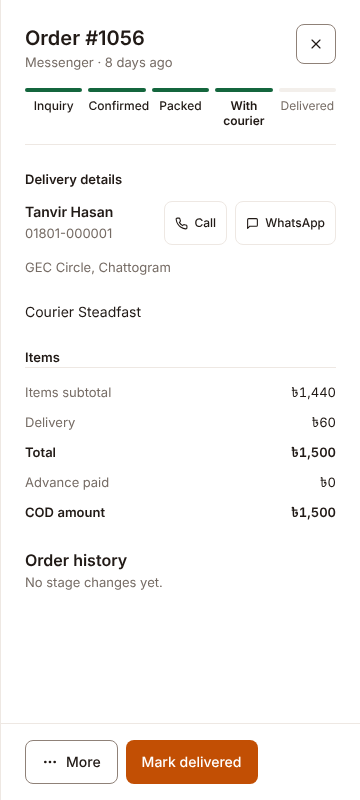 Order #1056
Messenger · 8 days ago
Inquiry
Confirmed
Packed
With
courier
Delivered
Delivery details
Tanvir Hasan
01801-000001
Call
WhatsApp
GEC Circle, Chattogram
Courier Steadfast
Items
Items subtotal ৳1,440
Delivery ৳60
Total ৳1,500
Advance paid ৳0
COD amount ৳1,500
Order history
No stage changes yet.
More
Mark delivered